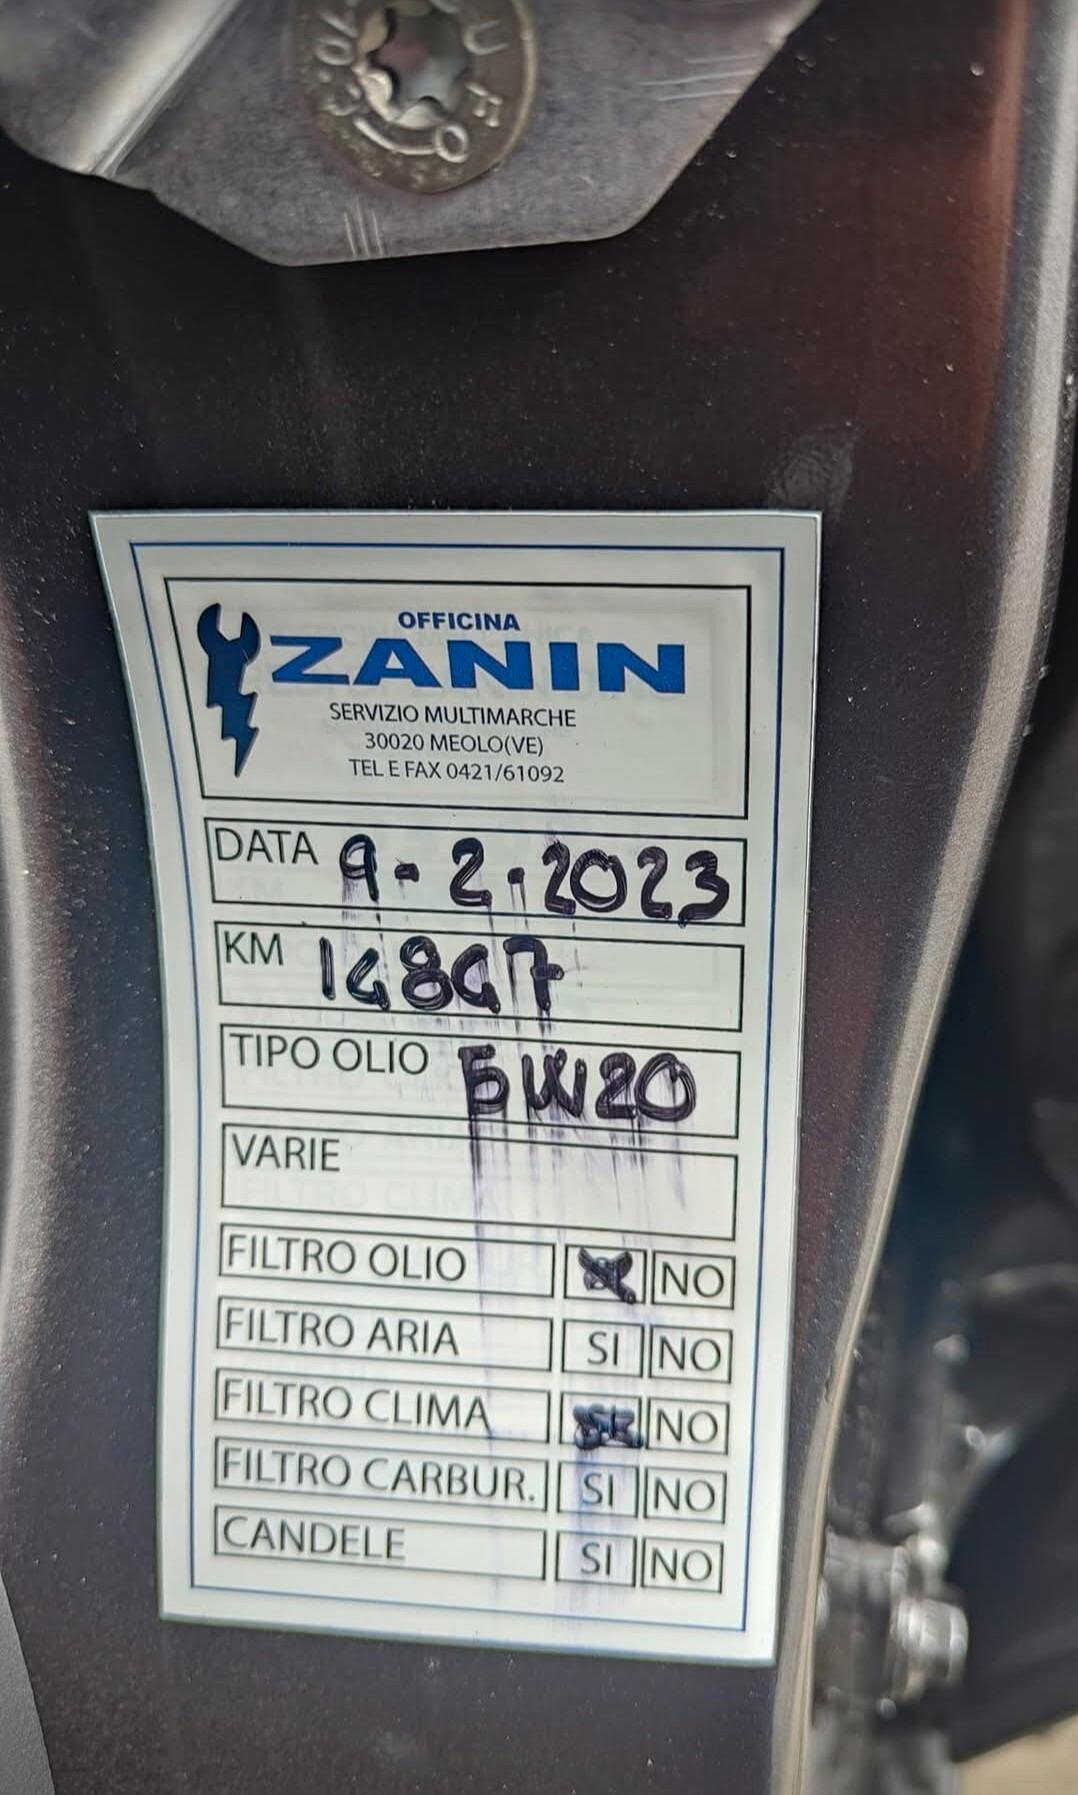 OFFICINA
ZANIN
SERVIZIO MULTIMARCHE
30020 MEOLO(VE)
TEL E FAX 0421/61092
DATA 9-2.2023
KM 14847
TIPO OLIO 5W20
VARIE
FILTRO OLIO NO
FILTRO ARIA SI NO
FILTRO CLIMA NO
FILTRO CARBUR. SI NO
CANDELE SI NO